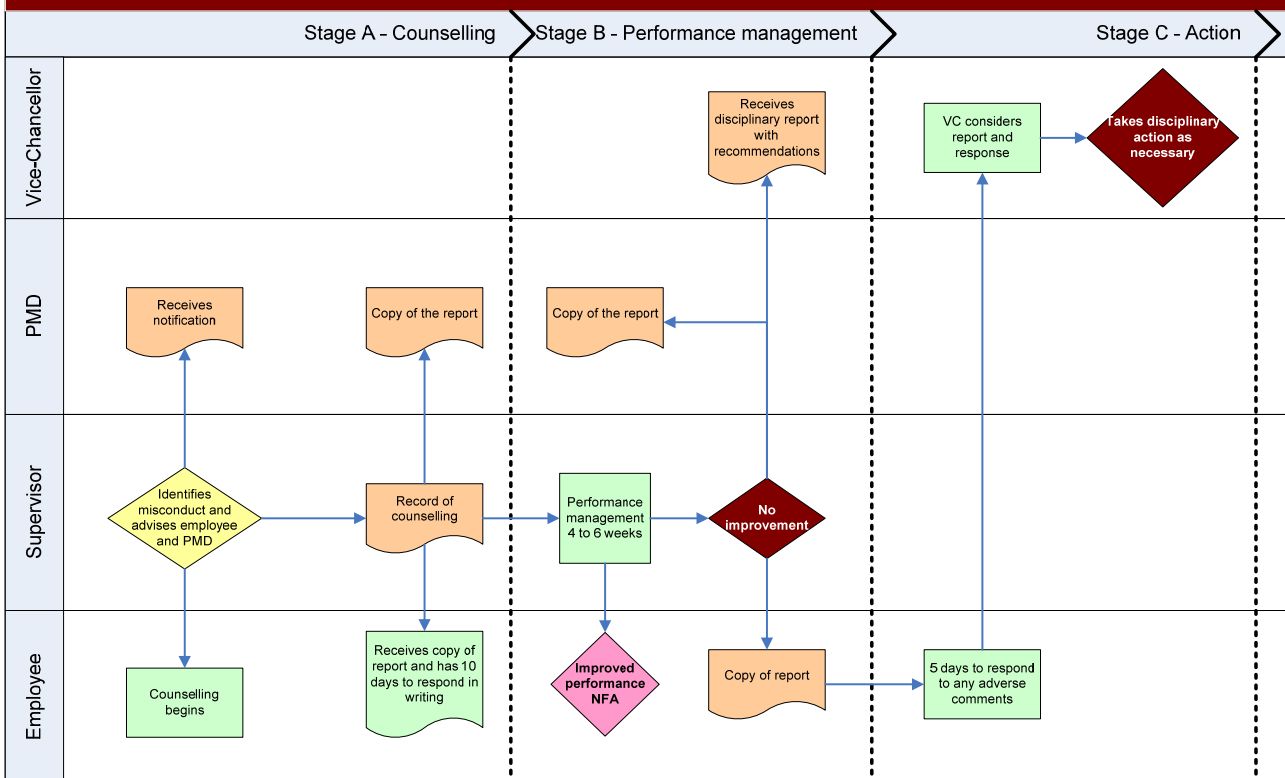 Stage A - Counselling
Stage B - Performance management
Stage C - Action
Vice-Chancellor
Receives
disciplinary report
with
recommendations
VC considers
report and
response
Takes disciplinary
action as
necessary
PMD
Receives
notification
Copy of the report
Copy of the report
Supervisor
Identifies
misconduct and
advises employee
and PMD
Record of
counselling
Performance
management
4 to 6 weeks
No
improvement
Employee
Counselling
begins
Receives copy of
report and has 10
days to respond in
writing
Improved
performance
NFA
Copy of report
5 days to respond
to any adverse
comments